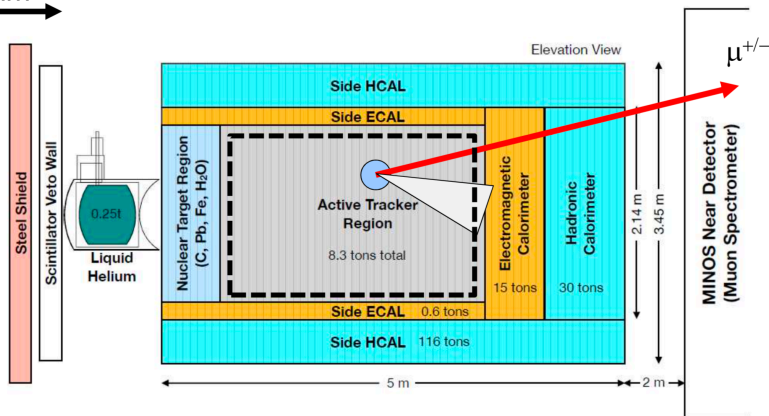 Elevation View
μ+/−
Side HCAL
Side ECAL
Steel Shield
Scintillator Veto Wall
0.25t
Liquid
Helium
Nuclear Target Region
(C, Pb, Fe, H₂O)
Active Tracker
Region
8.3 tons total
Electromagnetic
Calorimeter
15 tons
Hadronic
Calorimeter
30 tons
2.14 m
3.45 m
MINOS Near Detector
(Muon Spectrometer)
Side ECAL 0.6 tons
Side HCAL 116 tons
5 m
2 m